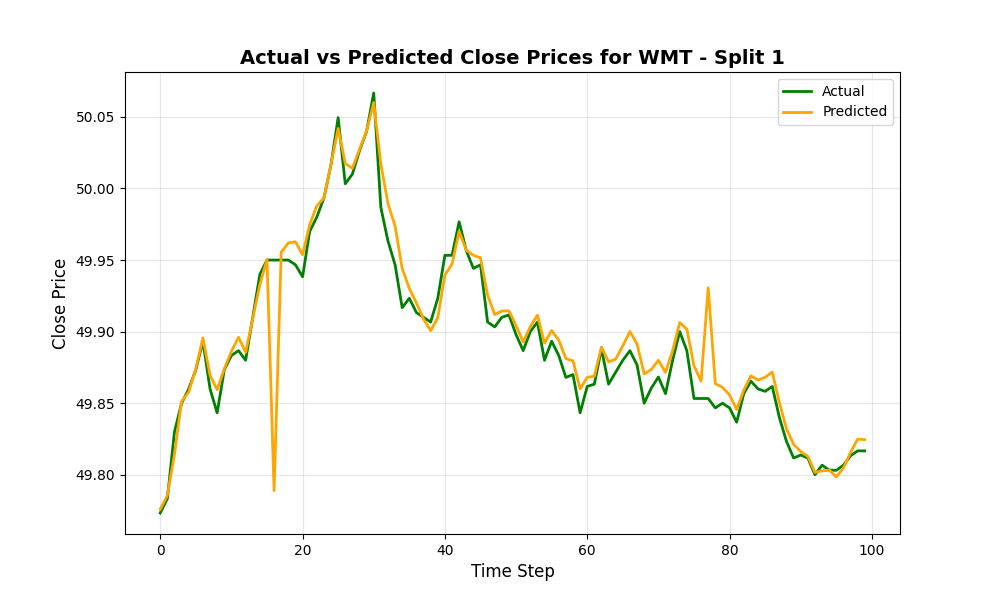 Actual vs Predicted Close Prices for WMT - Split 1
Actual
Predicted
Close Price
50.05
50.00
49.95
49.90
49.85
49.80
0 20 40 60 80 100
Time Step